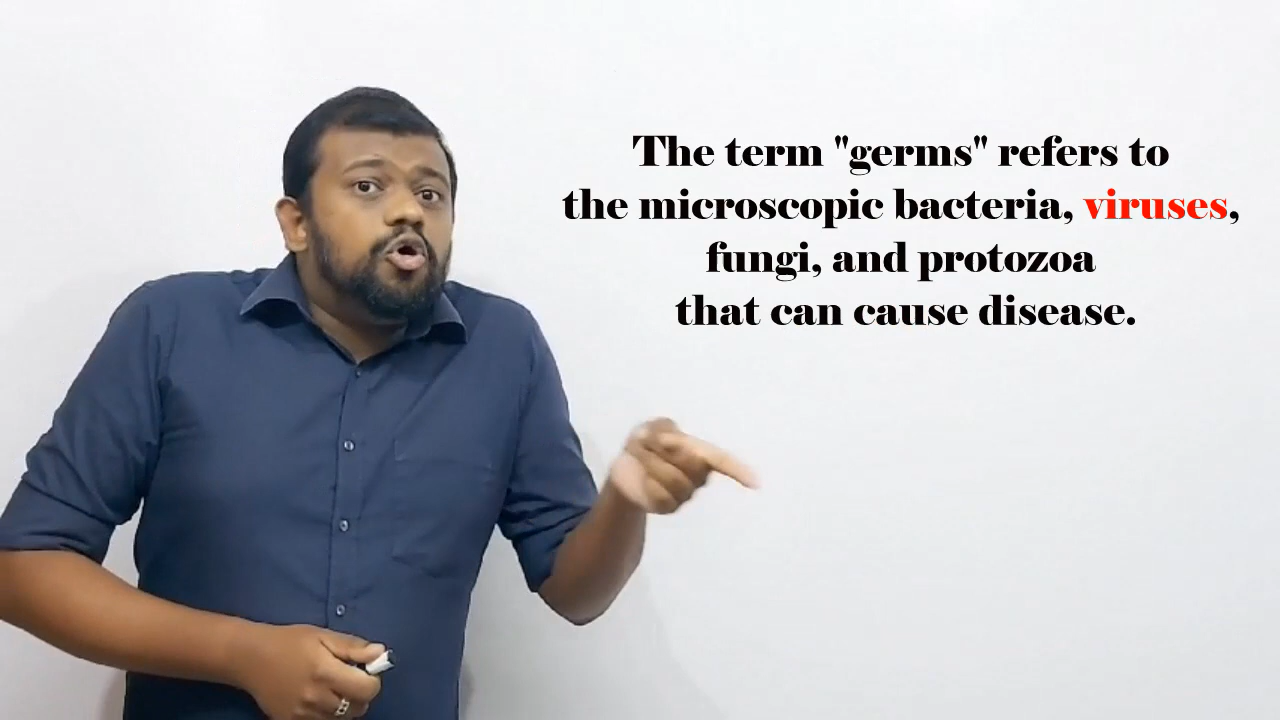 The term "germs" refers to
the microscopic bacteria, viruses,
fungi, and protozoa
that can cause disease.